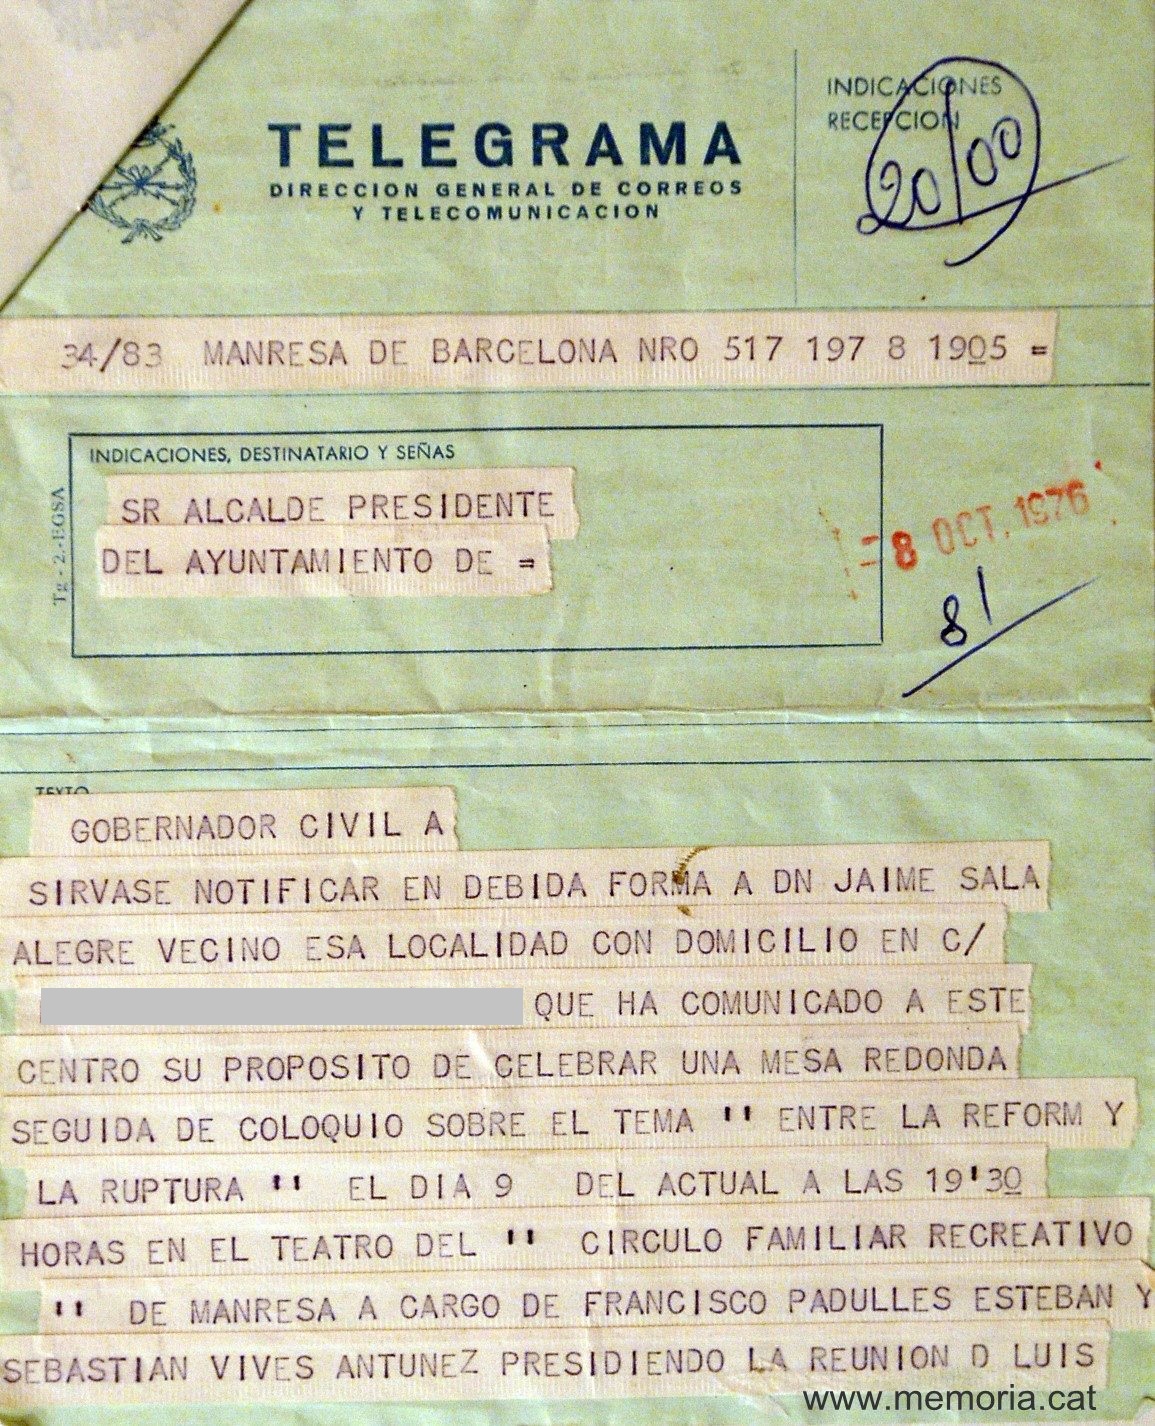 TELEGRAMA
DIRECCION GENERAL DE CORREOS
Y TELECOMUNICACION
INDICACIONES
RECEPCION
20/00
34/83 MANRESA DE BARCELONA NRO 517 197 8 1905 =
INDICACIONES, DESTINATARIO Y SEÑAS
SR ALCALDE PRESIDENTE
DEL AYUNTAMIENTO DE =
Tg - 2.-EGSA
=8 OCT. 1976
81
TEXTO
GOBERNADOR CIVIL A
SIRVASE NOTIFICAR EN DEBIDA FORMA A DN JAIME SALA
ALEGRE VECINO ESA LOCALIDAD CON DOMICILIO EN C/
QUE HA COMUNICADO A ESTE
CENTRO SU PROPOSITO DE CELEBRAR UNA MESA REDONDA
SEGUIDA DE COLOQUIO SOBRE EL TEMA '' ENTRE LA REFORM Y
LA RUPTURA '' EL DIA 9 DEL ACTUAL A LAS 19'30
HORAS EN EL TEATRO DEL '' CIRCULO FAMILIAR RECREATIVO
'' DE MANRESA A CARGO DE FRANCISCO PADULLES ESTEBAN Y
SEBASTIAN VIVES ANTUNEZ PRESIDIENDO LA REUNION D LUIS
www.memoria.cat